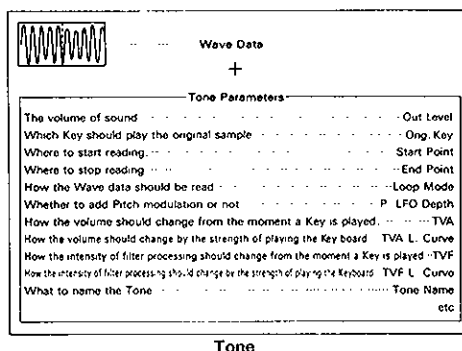 Wave Data
+
Tone Parameters
The volume of sound Out Level
Which Key should play the original sample Orig. Key
Where to start reading. Start Point
Where to stop reading End Point
How the Wave data should be read Loop Mode
Whether to add Pitch modulation or not P LFO Depth
How the volume should change from the moment a Key is played. TVA
How the volume should change by the strength of playing the Key board TVA L. Curve
How the intensity of filter processing should change from the moment a Key is played TVF
How the intensity of filter processing should change by the strength of playing the Keyboard TVF L Curve
What to name the Tone Tone Name
etc
Tone